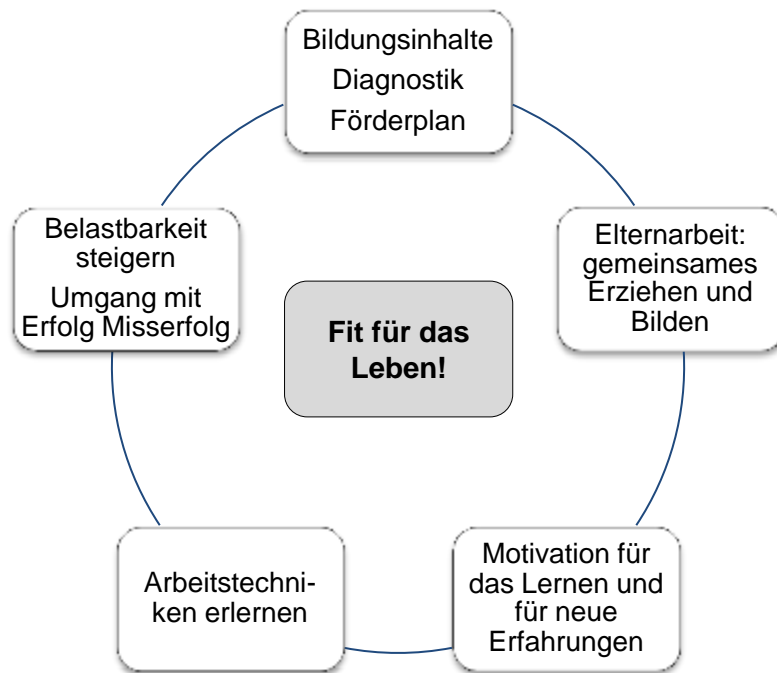 Bildungsinhalte
Diagnostik
Förderplan
Belastbarkeit
steigern
Umgang mit
Erfolg Misserfolg
Elternarbeit:
gemeinsames
Erziehen und
Bilden
Fit für das
Leben!
Arbeitstechni-
ken erlernen
Motivation für
das Lernen und
für neue
Erfahrungen